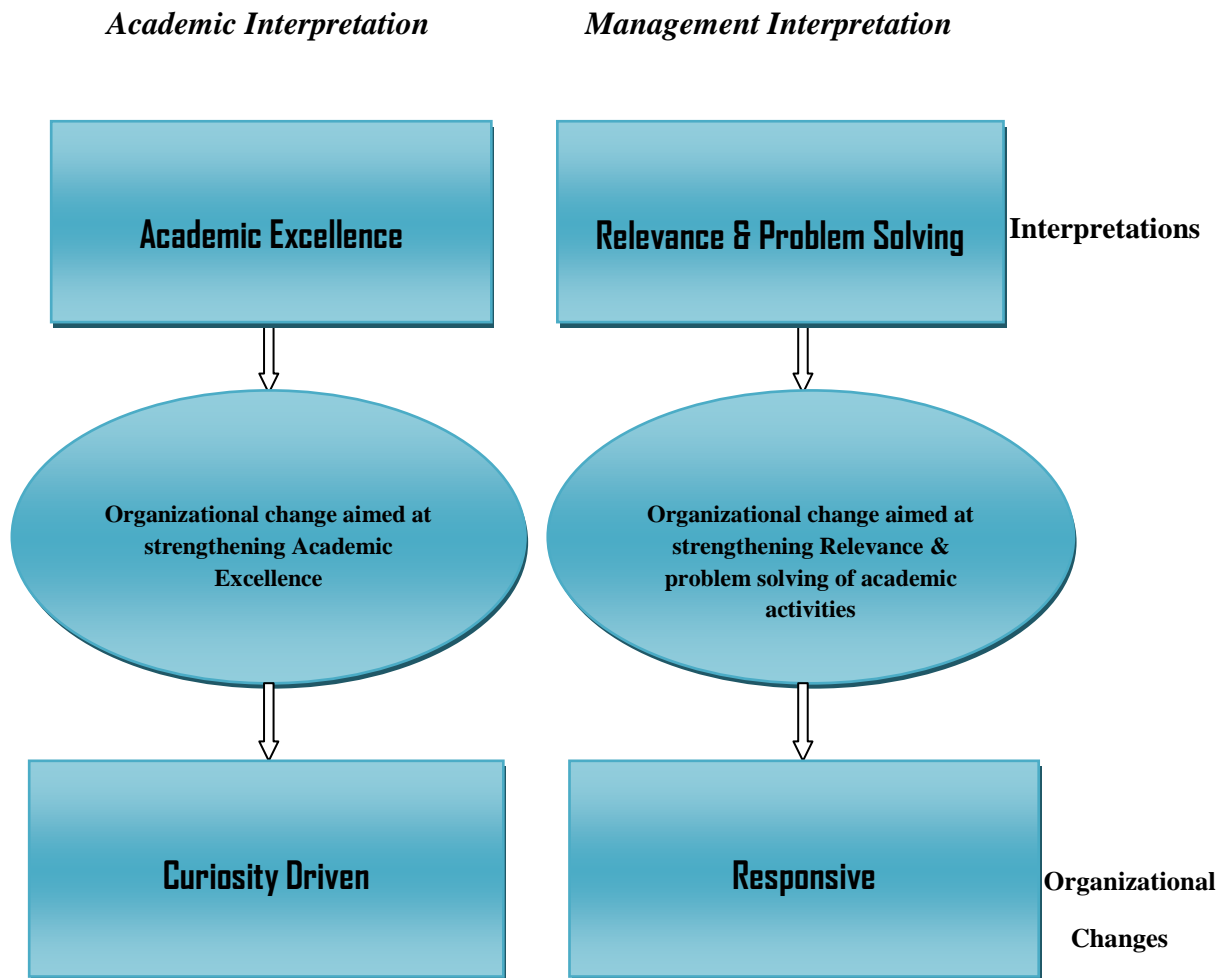 Academic Interpretation
Management Interpretation
Academic Excellence
Relevance & Problem Solving
Interpretations
Organizational change aimed at
strengthening Academic
Excellence
Organizational change aimed at
strengthening Relevance &
problem solving of academic
activities
Curiosity Driven
Responsive
Organizational
Changes